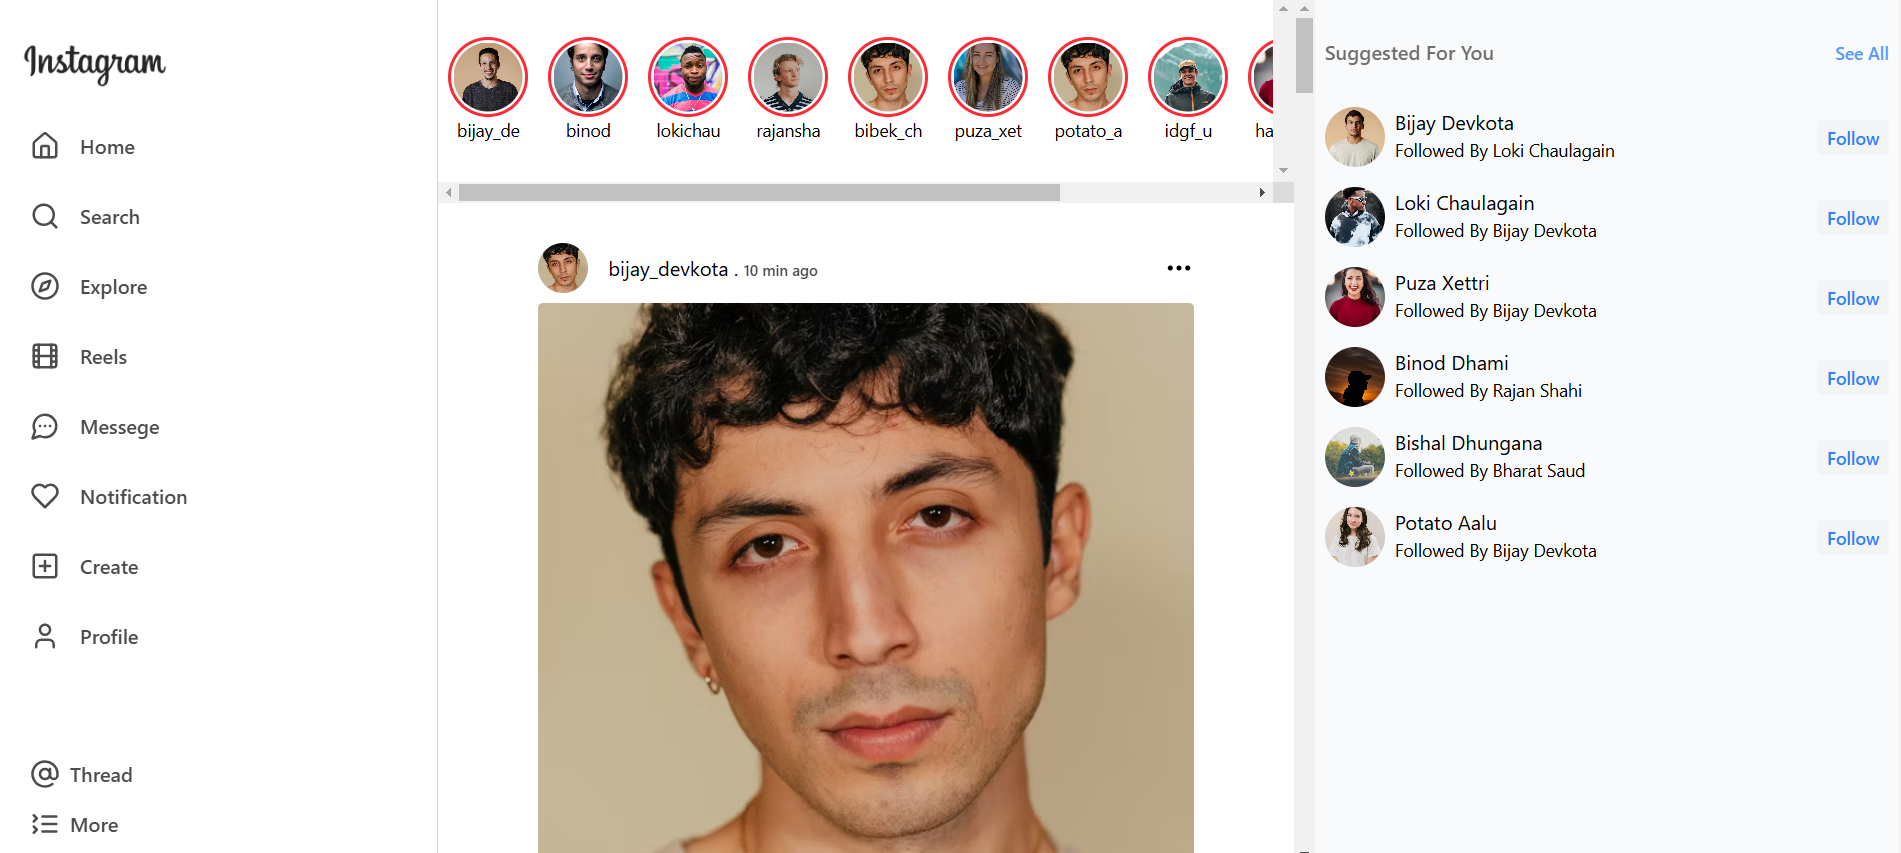 Instagram
Home
Search
Explore
Reels
Messege
Notification
Create
Profile
Thread
More
bijay_de
binod
lokichau
rajansha
bibek_ch
puza_xet
potato_a
idgf_u
ha
bijay_devkota . 10 min ago
Suggested For You
See All
Bijay Devkota
Followed By Loki Chaulagain
Follow
Loki Chaulagain
Followed By Bijay Devkota
Follow
Puza Xettri
Followed By Bijay Devkota
Follow
Binod Dhami
Followed By Rajan Shahi
Follow
Bishal Dhungana
Followed By Bharat Saud
Follow
Potato Aalu
Followed By Bijay Devkota
Follow